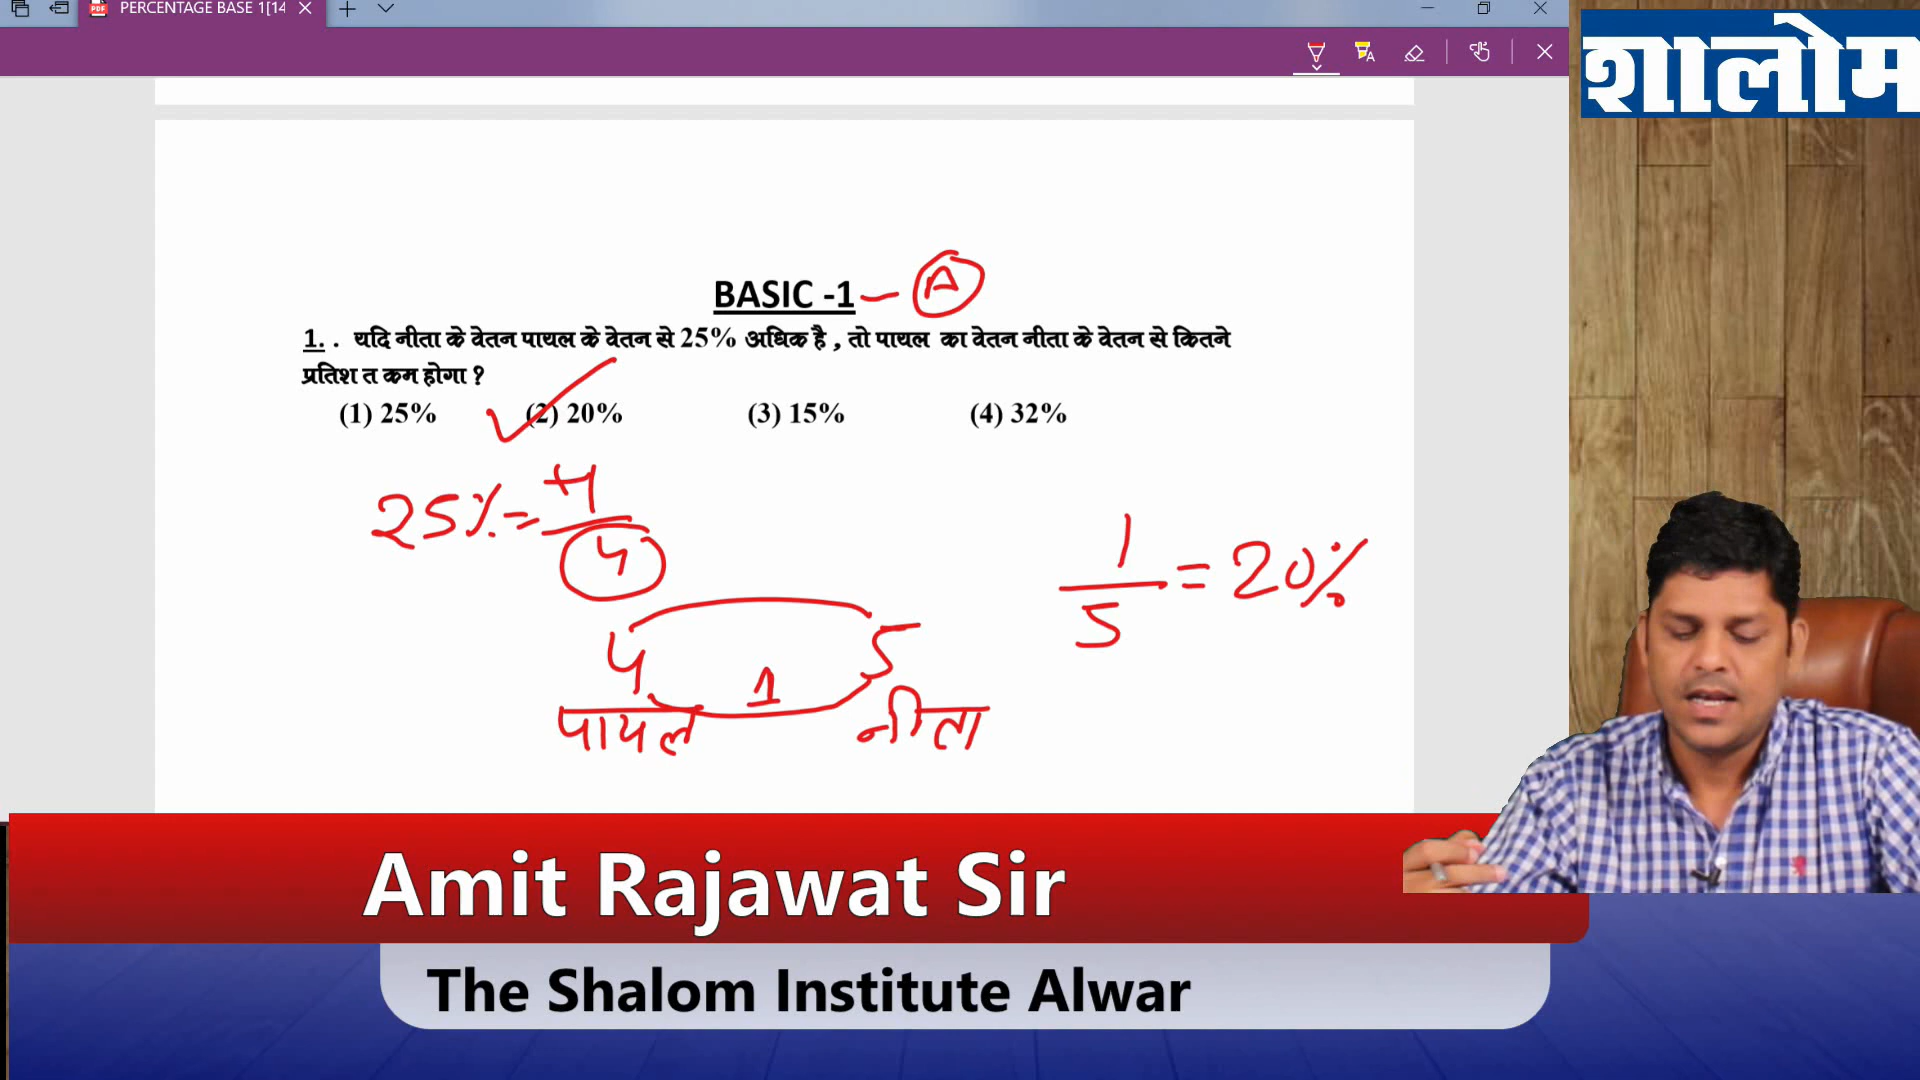 PERCENTAGE BASE 1[14
शालोम
BASIC -1 — A
1. . यदि नीता के वेतन पायल के वेतन से 25% अधिक है , तो पायल का वेतन नीता के वेतन से कितने
प्रतिश त कम होगा ?
(1) 25% (2) 20% (3) 15% (4) 32%
25% = +1/4
4 5
1
पायल नीता
1/5 = 20%
Amit Rajawat Sir
The Shalom Institute Alwar